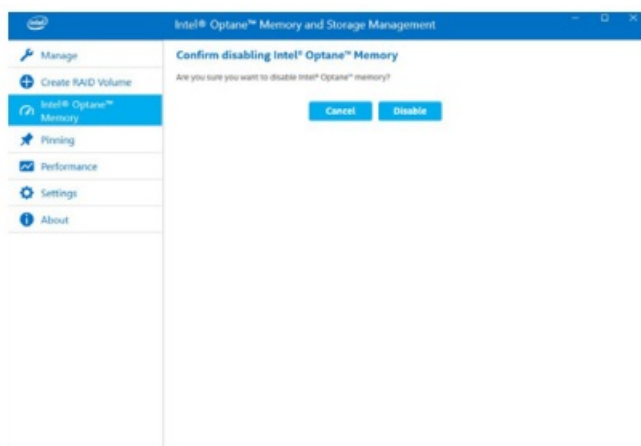 intel
Intel® Optane™ Memory and Storage Management
Manage
Create RAID Volume
Intel® Optane™
Memory
Pinning
Performance
Settings
About
Confirm disabling Intel® Optane™ Memory
Are you sure you want to disable Intel® Optane™ memory?
Cancel
Disable